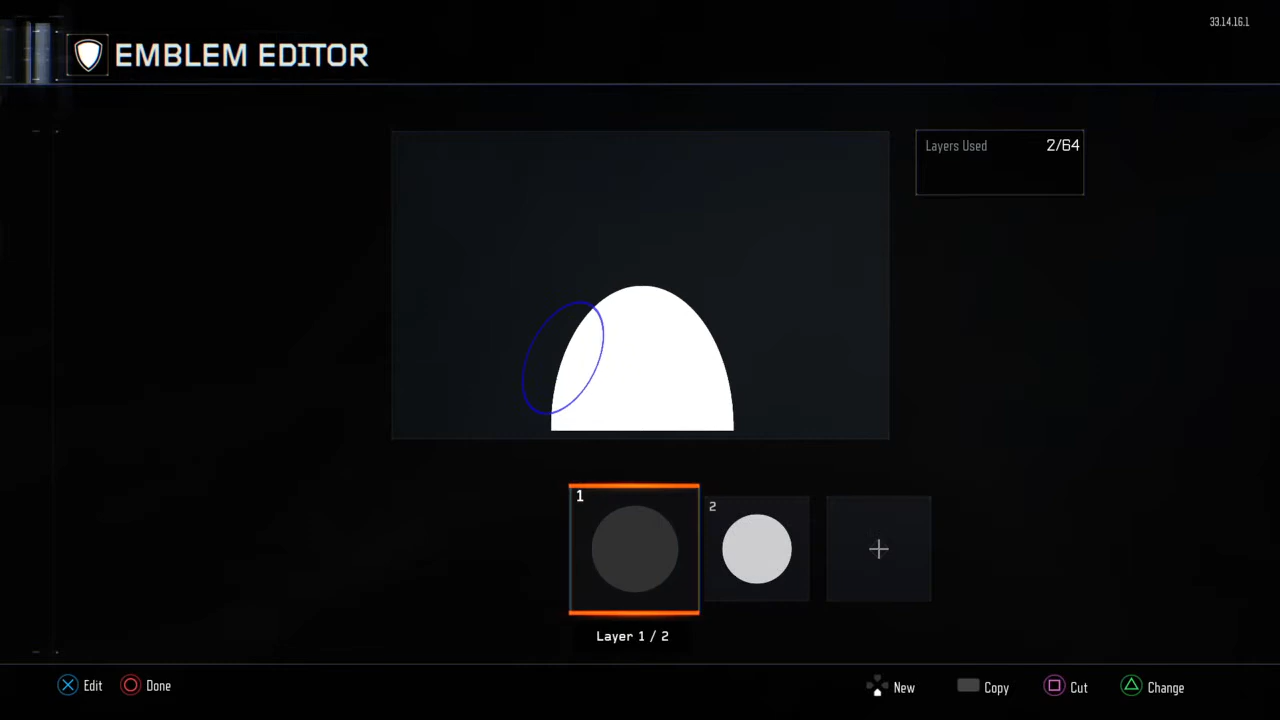 33.14.16.1
EMBLEM EDITOR
Layers Used 2/64
1
2
Layer 1 / 2
Edit Done New Copy Cut Change